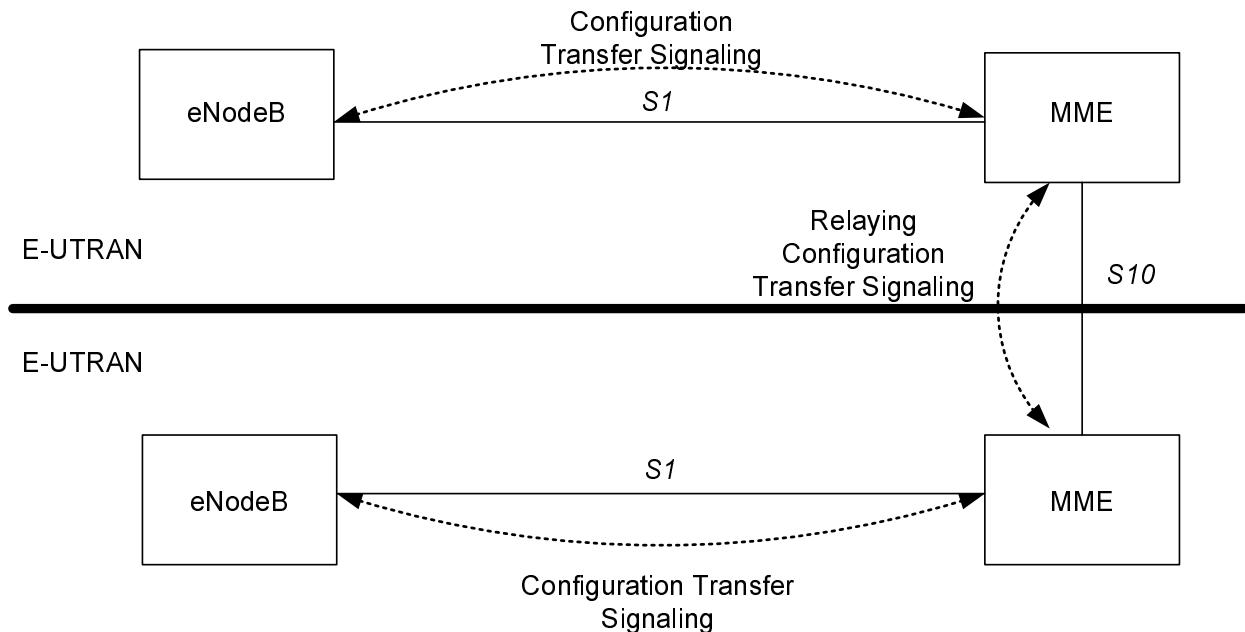 Configuration
Transfer Signaling
eNodeB
S1
MME
Relaying
Configuration
Transfer Signaling
E-UTRAN
S10
E-UTRAN
eNodeB
S1
MME
Configuration Transfer
Signaling